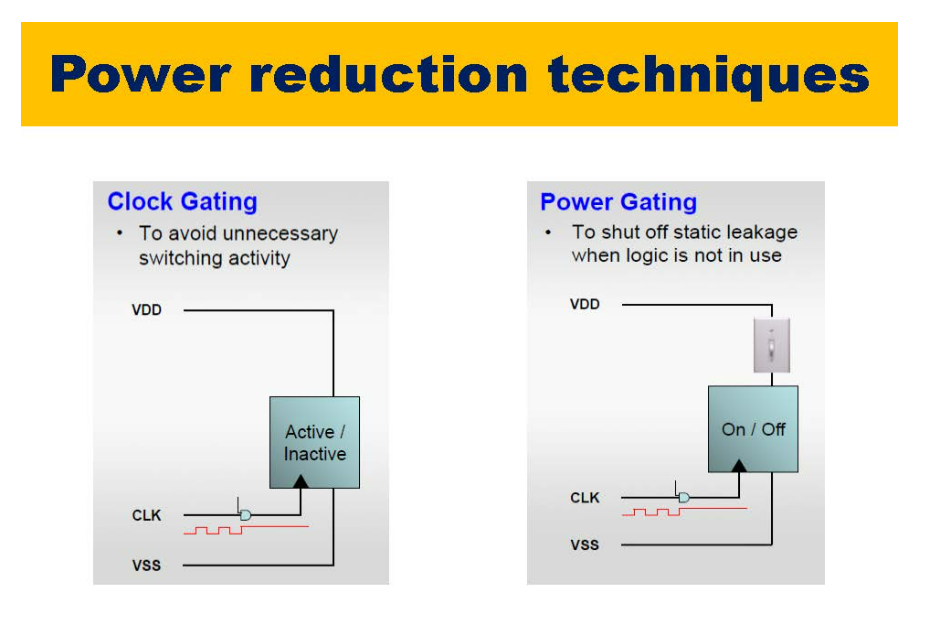 Power reduction techniques
Clock Gating
• To avoid unnecessary
switching activity
VDD
Active /
Inactive
CLK
VSS
Power Gating
• To shut off static leakage
when logic is not in use
VDD
On / Off
CLK
VSS